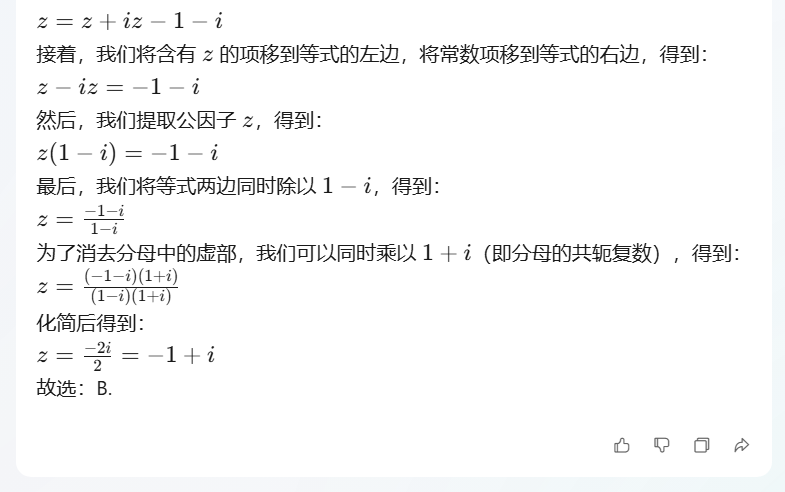 z = z + iz − 1 − i
接着，我们将含有 z 的项移到等式的左边，将常数项移到等式的右边，得到：
z − iz = −1 − i
然后，我们提取公因子 z，得到：
z(1 − i) = −1 − i
最后，我们将等式两边同时除以 1 − i，得到：
z = \frac{−1−i}{1−i}
为了消去分母中的虚部，我们可以同时乘以 1 + i（即分母的共轭复数），得到：
z = \frac{(−1−i)(1+i)}{(1−i)(1+i)}
化简后得到：
z = \frac{−2i}{2} = −1 + i
故选：B.